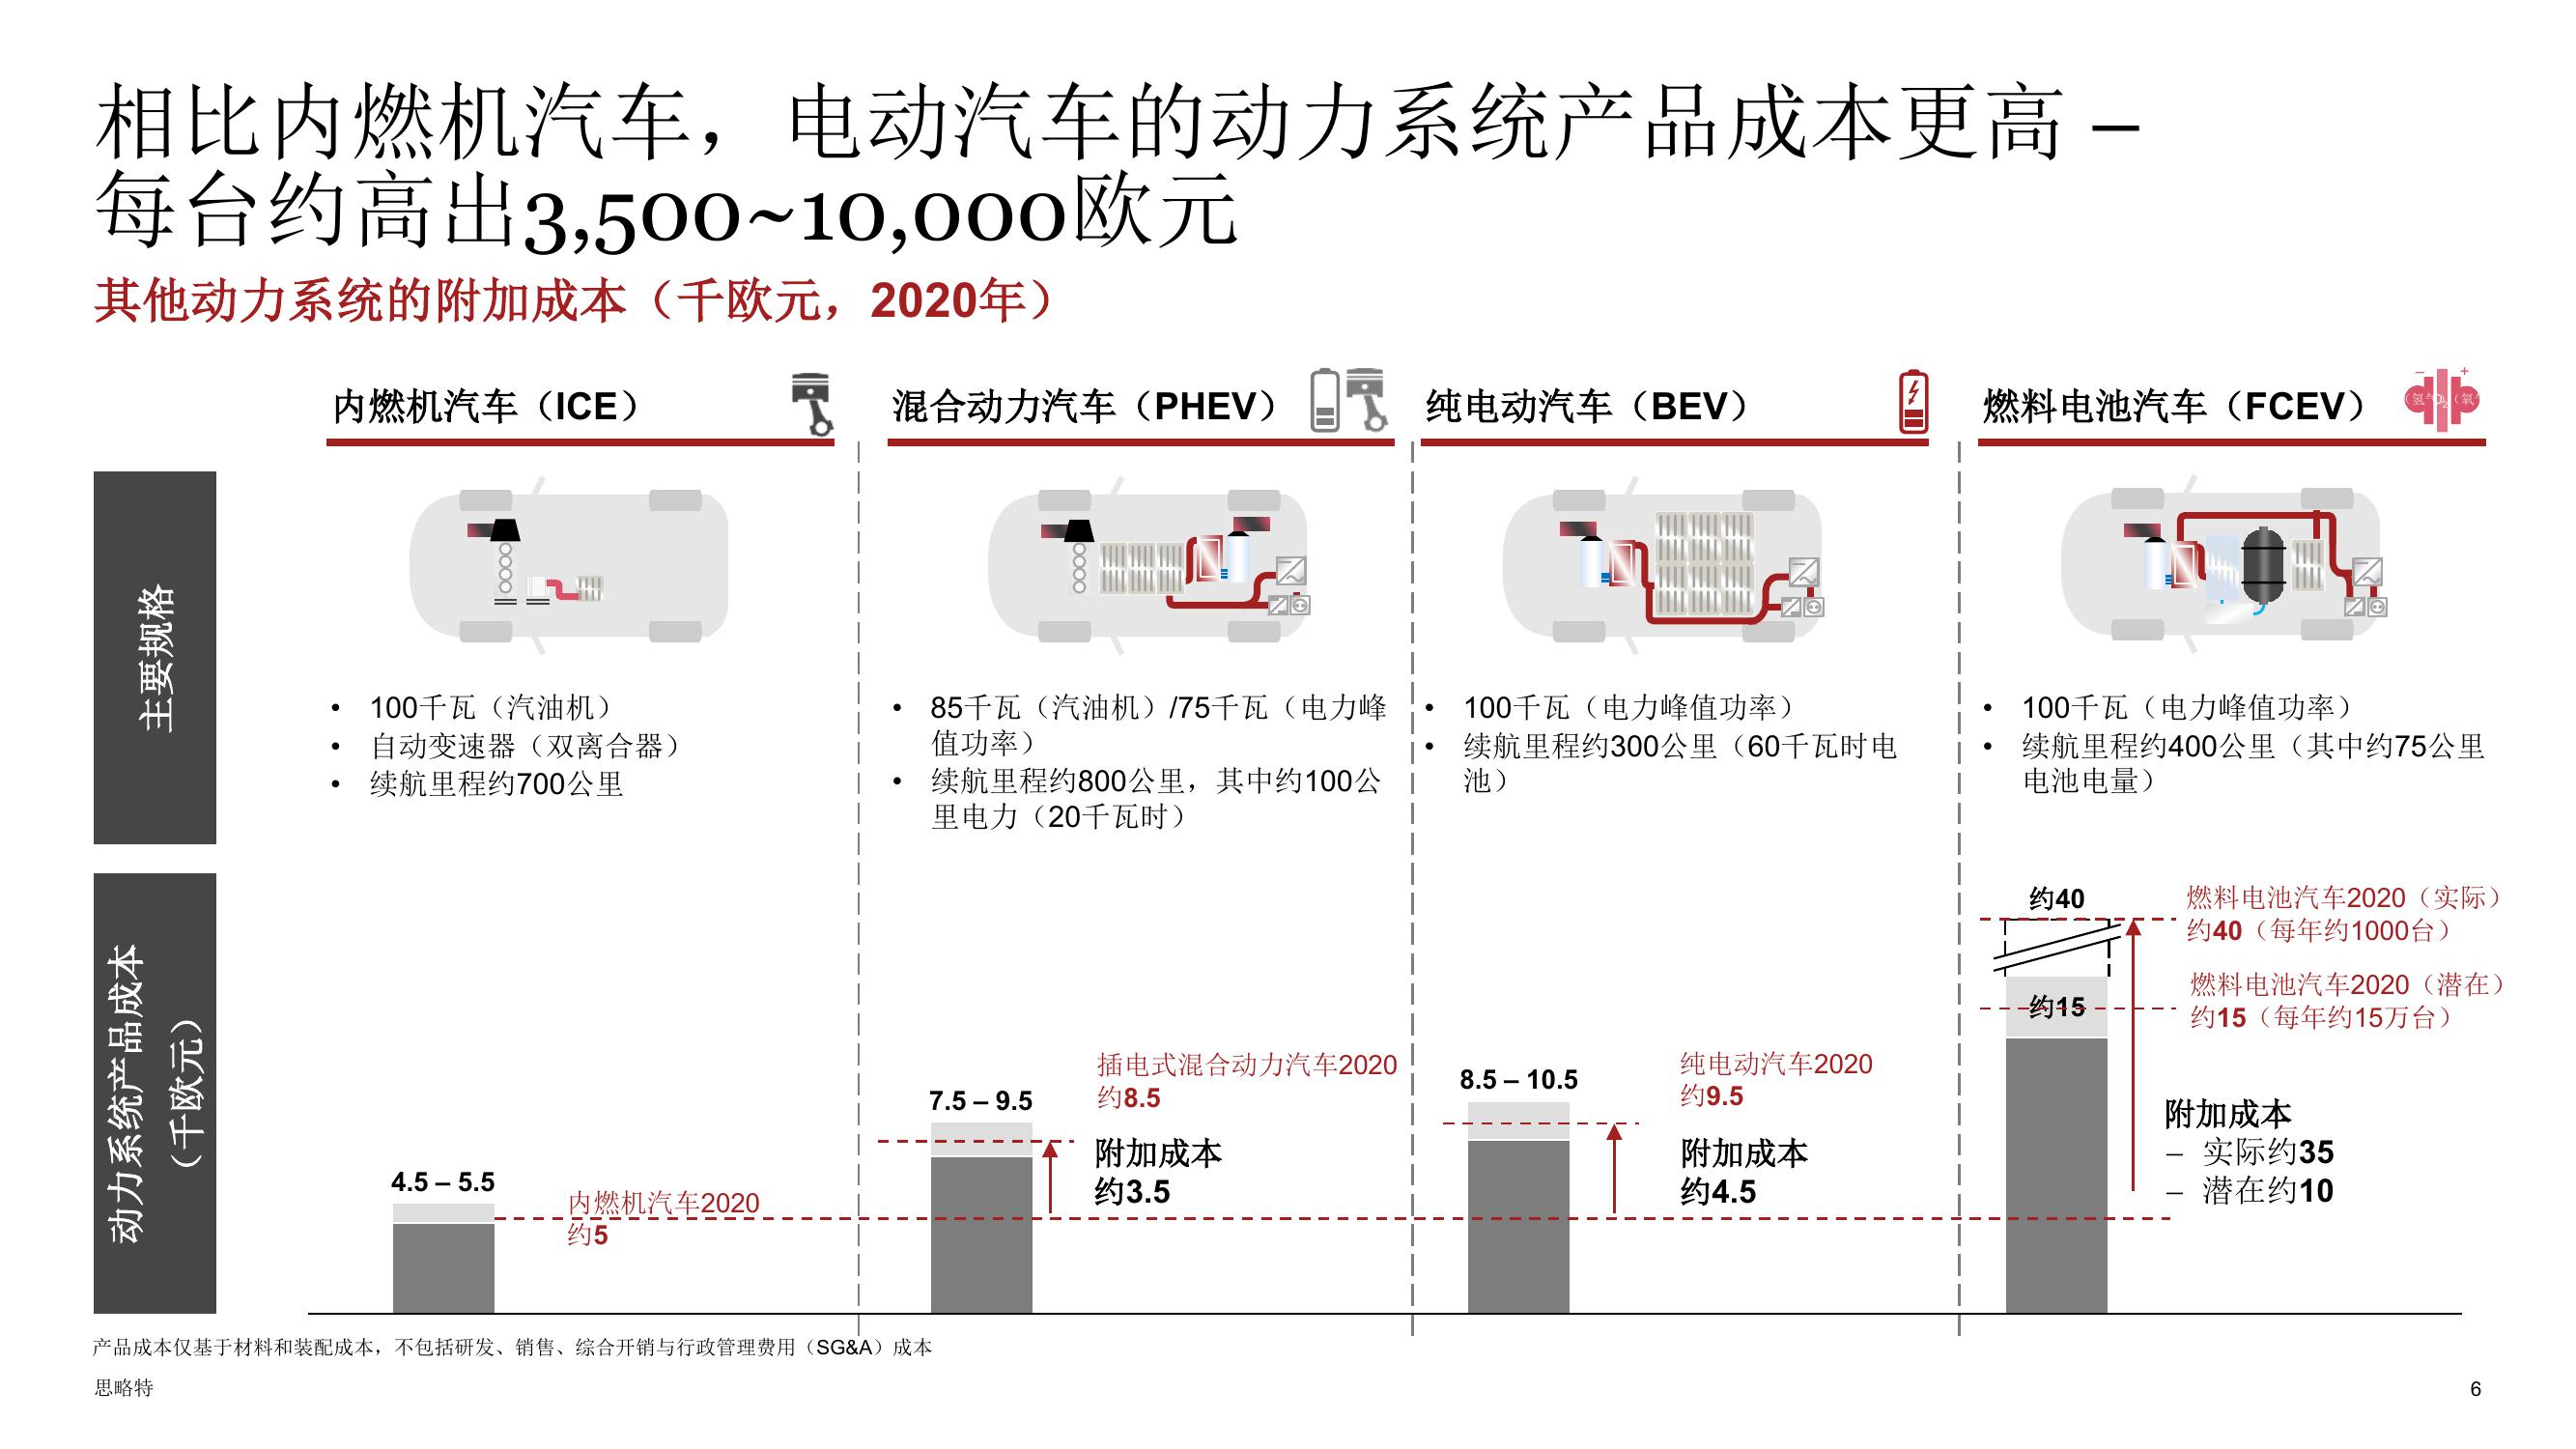 相比内燃机汽车，电动汽车的动力系统产品成本更高 –
每台约高出3,500~10,000欧元
其他动力系统的附加成本（千欧元，2020年）
内燃机汽车（ICE）
混合动力汽车（PHEV）
纯电动汽车（BEV）
燃料电池汽车（FCEV）
主要规格
• 100千瓦（汽油机）
• 自动变速器（双离合器）
• 续航里程约700公里
• 85千瓦（汽油机）/75千瓦（电力峰
值功率）
• 续航里程约800公里，其中约100公
里电力（20千瓦时）
• 100千瓦（电力峰值功率）
• 续航里程约300公里（60千瓦时电
池）
• 100千瓦（电力峰值功率）
• 续航里程约400公里（其中约75公里
电池电量）
动力系统产品成本
（千欧元）
4.5 – 5.5
内燃机汽车2020
约5
7.5 – 9.5
插电式混合动力汽车2020
约8.5
附加成本
约3.5
8.5 – 10.5
纯电动汽车2020
约9.5
附加成本
约4.5
约40
约15
燃料电池汽车2020（实际）
约40（每年约1000台）
燃料电池汽车2020（潜在）
约15（每年约15万台）
附加成本
– 实际约35
– 潜在约10
产品成本仅基于材料和装配成本，不包括研发、销售、综合开销与行政管理费用（SG&A）成本
思略特
6